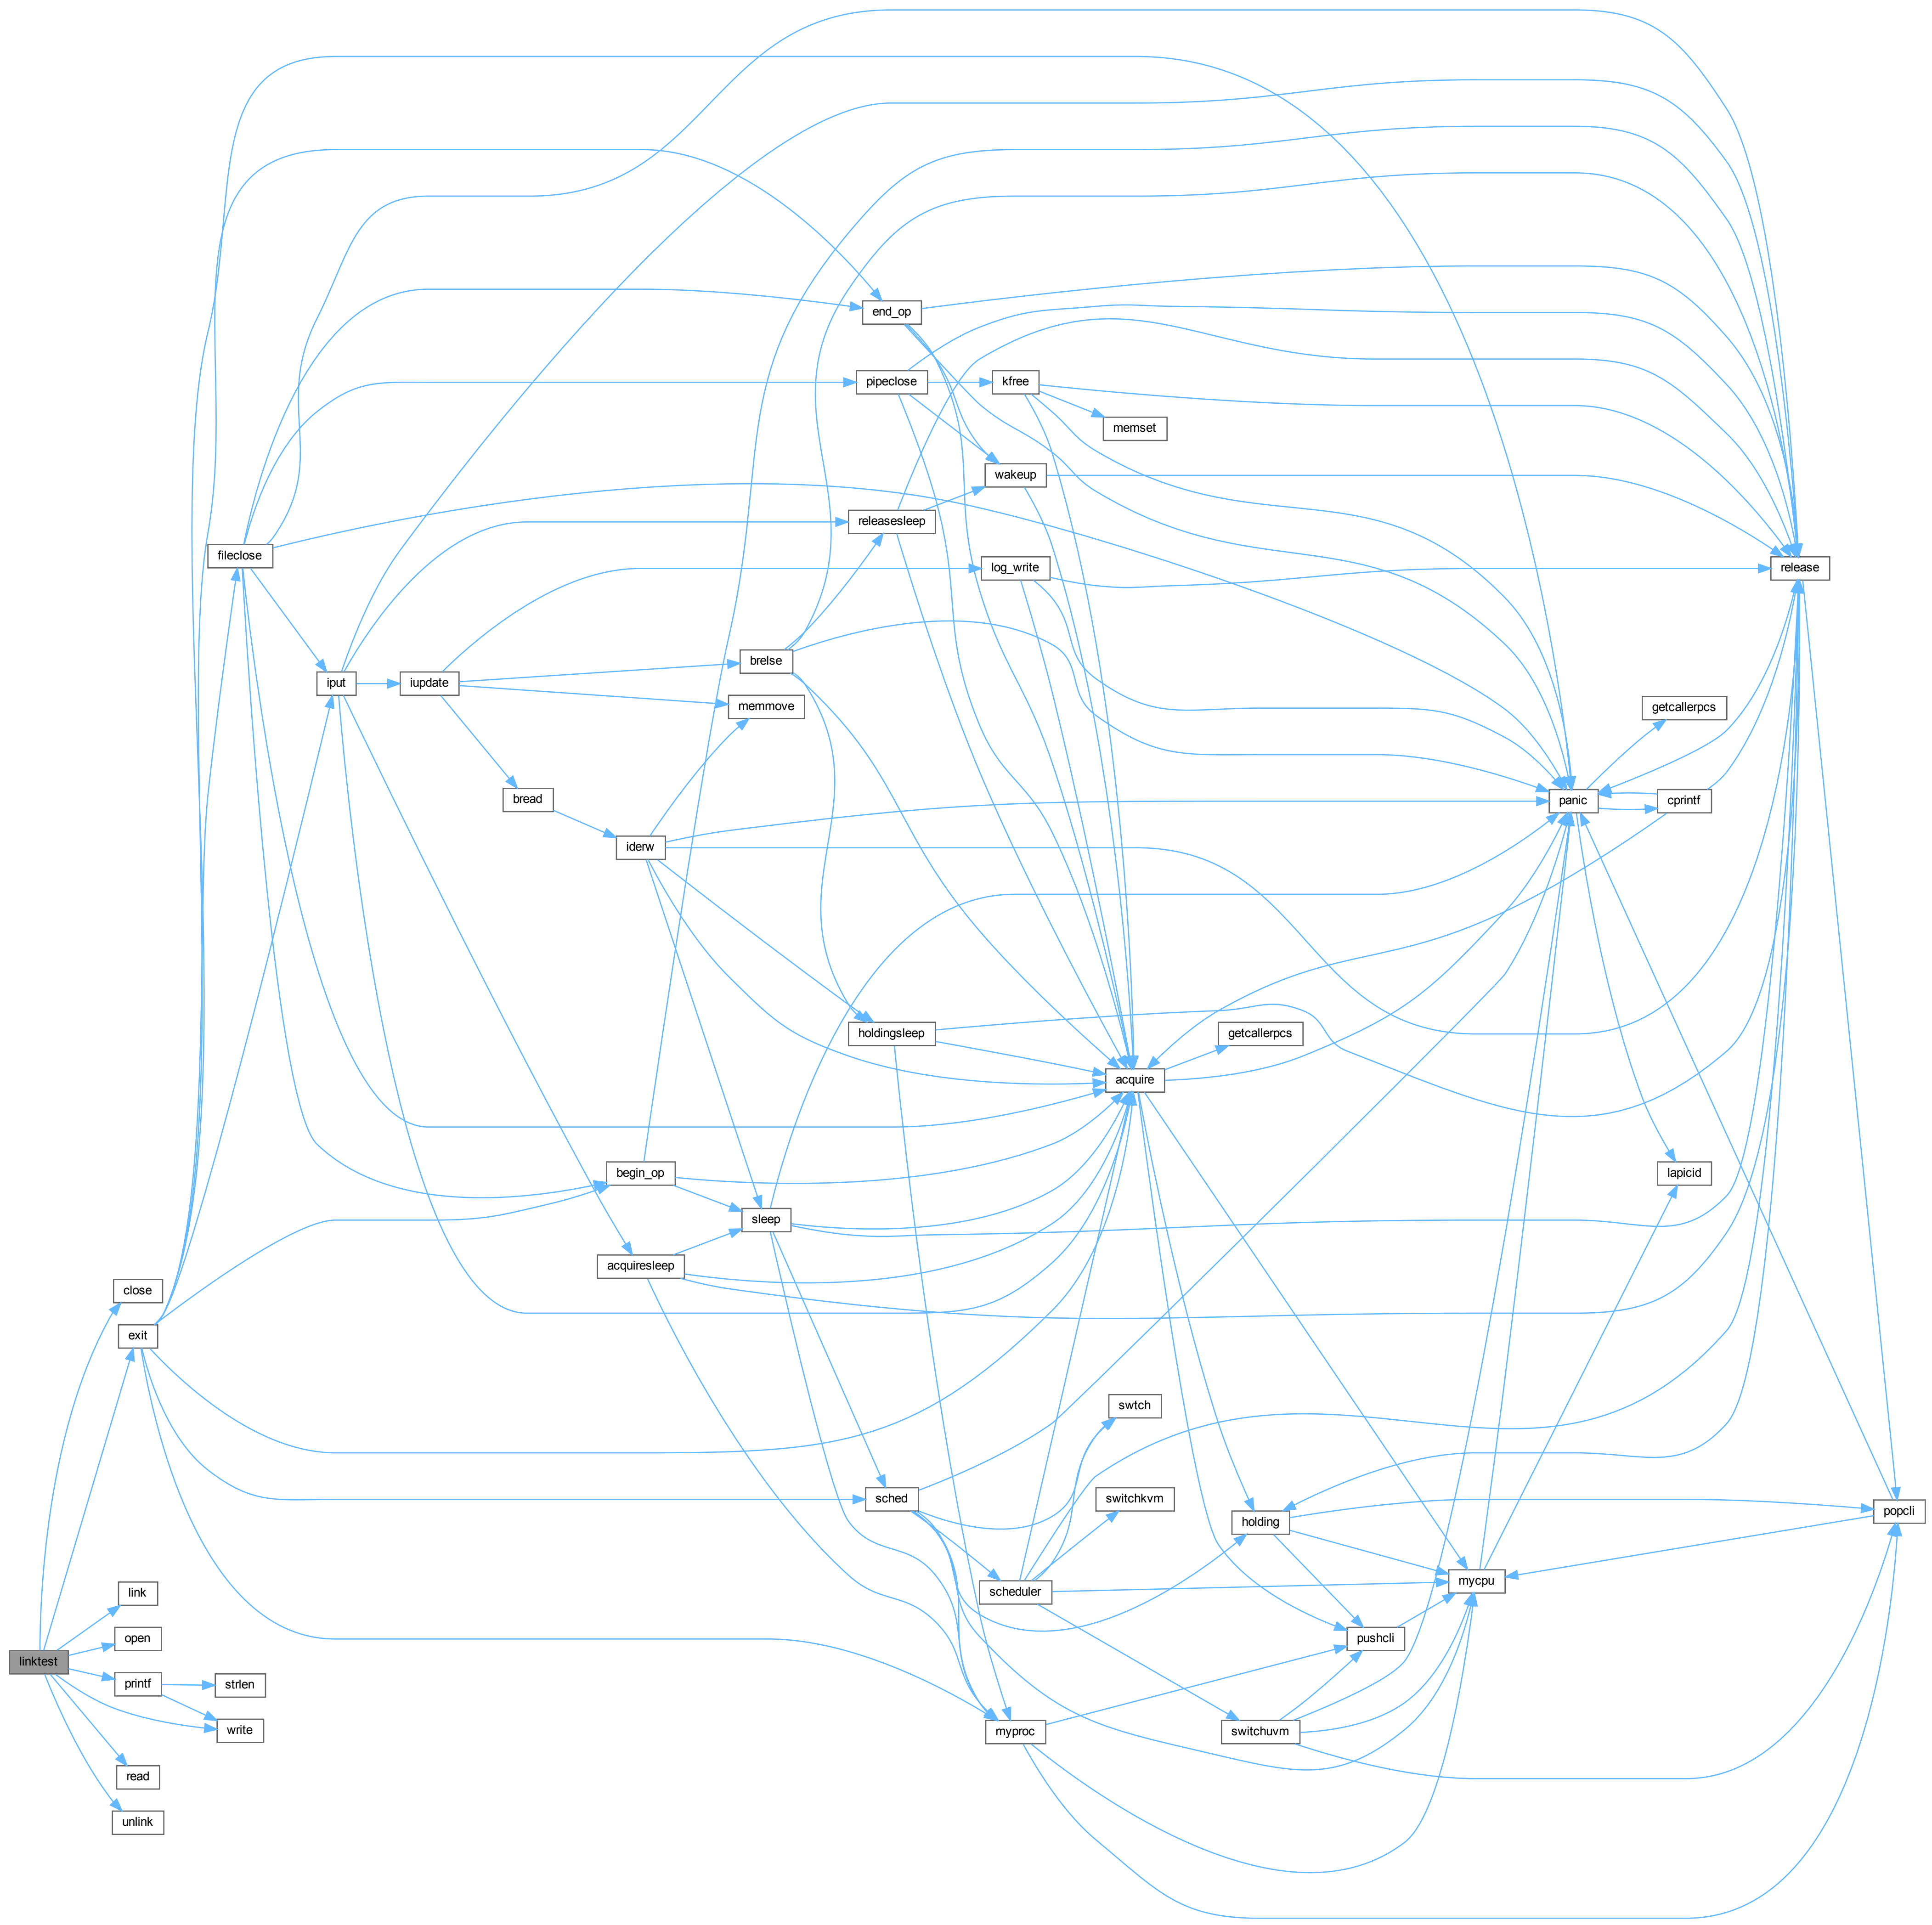 end_op
pipeclose
kfree
memset
wakeup
releasesleep
fileclose
log_write
release
brelse
iput
iupdate
memmove
getcallerpcs
bread
panic
cprintf
iderw
holdingsleep
getcallerpcs
acquire
begin_op
lapicid
sleep
acquiresleep
close
exit
swtch
sched
switchkvm
popcli
holding
mycpu
scheduler
link
open
pushcli
linktest
printf
strlen
write
myproc
switchuvm
read
unlink